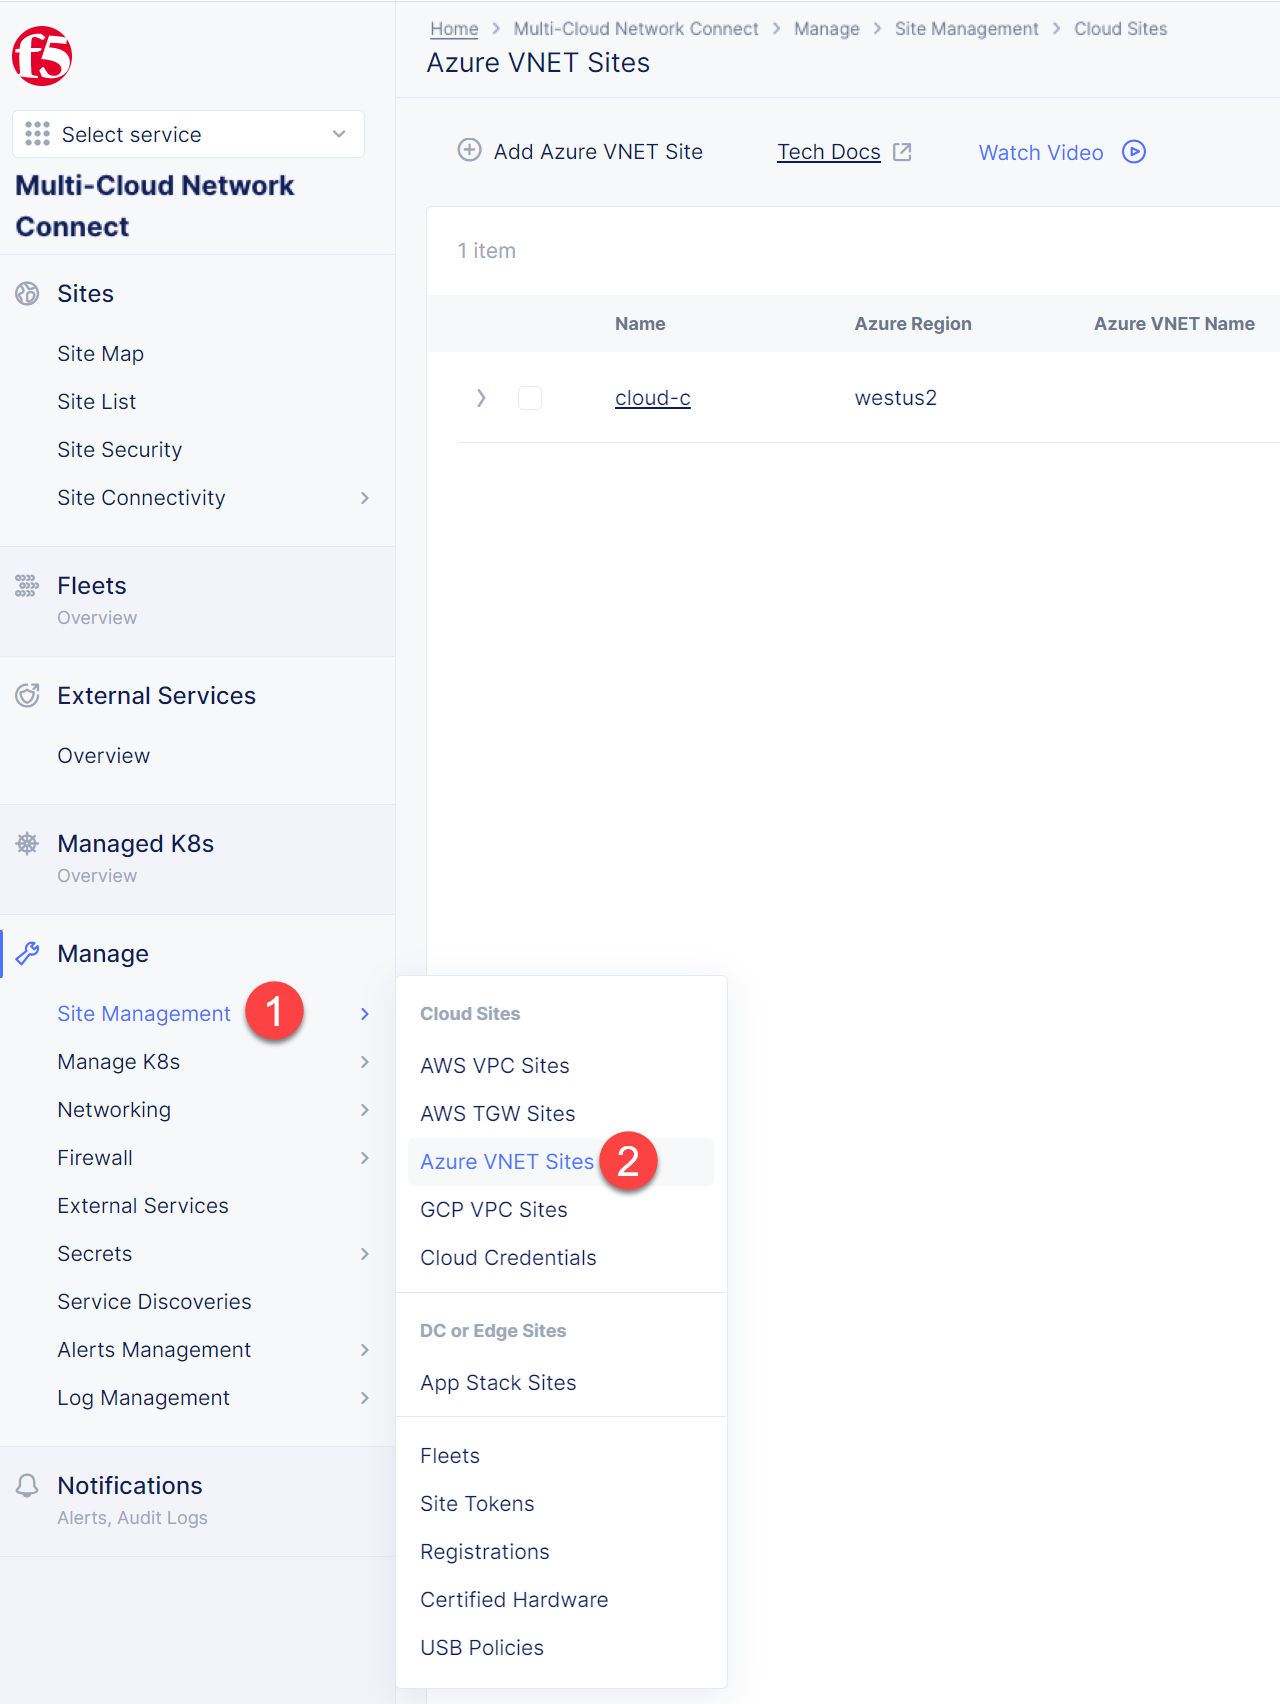 f5
Select service
Multi-Cloud Network
Connect
Sites
Site Map
Site List
Site Security
Site Connectivity
Fleets
Overview
External Services
Overview
Managed K8s
Overview
Manage
Site Management
1
Manage K8s
Networking
Firewall
External Services
Secrets
Service Discoveries
Alerts Management
Log Management
Notifications
Alerts, Audit Logs
Home > Multi-Cloud Network Connect > Manage > Site Management > Cloud Sites
Azure VNET Sites
Add Azure VNET Site Tech Docs Watch Video
1 item
Name Azure Region Azure VNET Name
cloud-c westus2
Cloud Sites
AWS VPC Sites
AWS TGW Sites
Azure VNET Sites 2
GCP VPC Sites
Cloud Credentials
DC or Edge Sites
App Stack Sites
Fleets
Site Tokens
Registrations
Certified Hardware
USB Policies